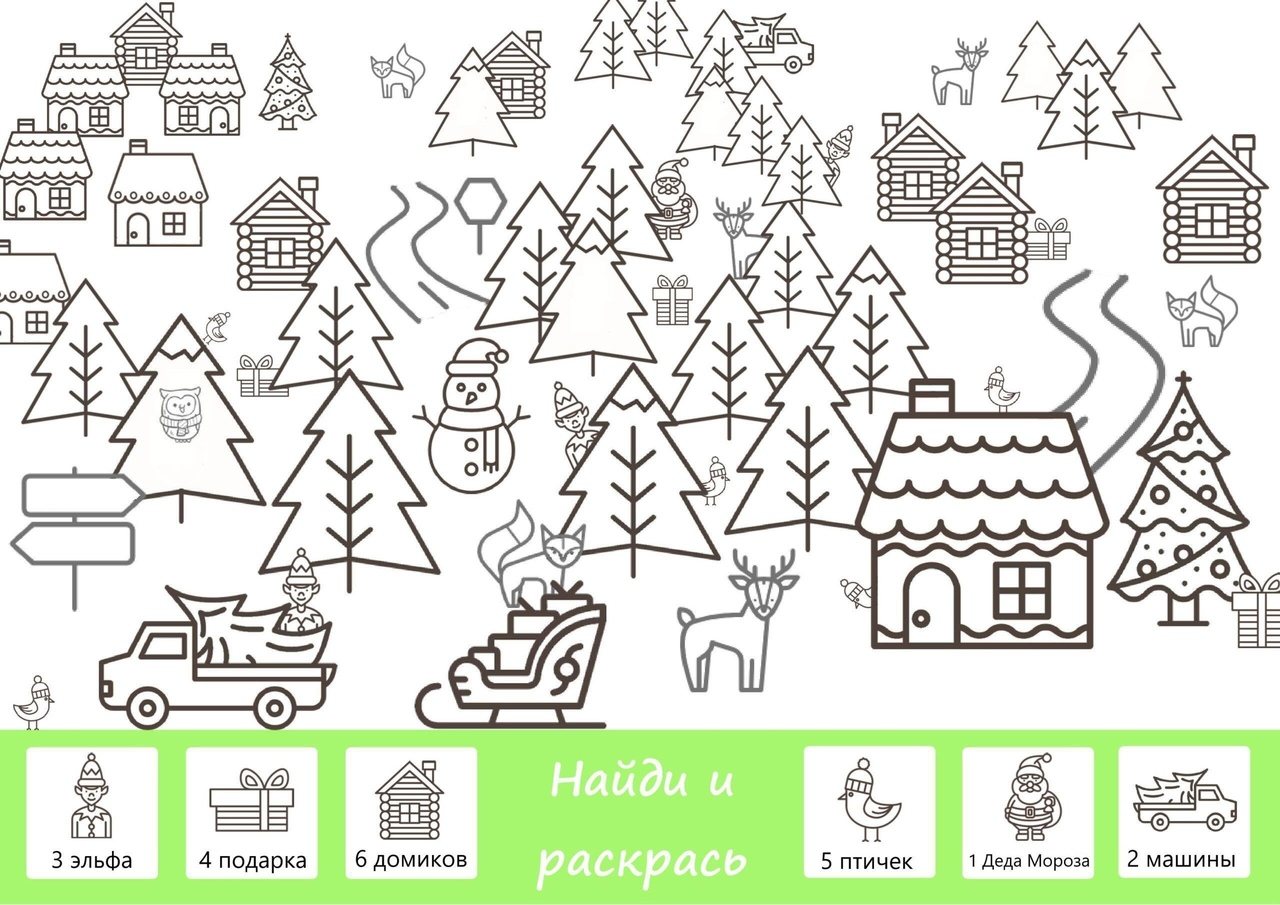 Найди и
раскрась
3 эльфа
4 подарка
6 домиков
5 птичек
1 Деда Мороза
2 машины